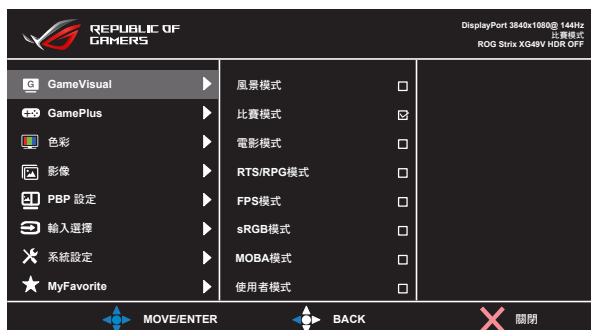 REPUBLIC OF
GAMERS
DisplayPort 3840x1080@ 144Hz
比賽模式
ROG Strix XG49V HDR OFF
G GameVisual
GamePlus
色彩
影像
PBP 設定
輸入選擇
系統設定
MyFavorite
風景模式
比賽模式
電影模式
RTS/RPG模式
FPS模式
sRGB模式
MOBA模式
使用者模式
MOVE/ENTER
BACK
關閉